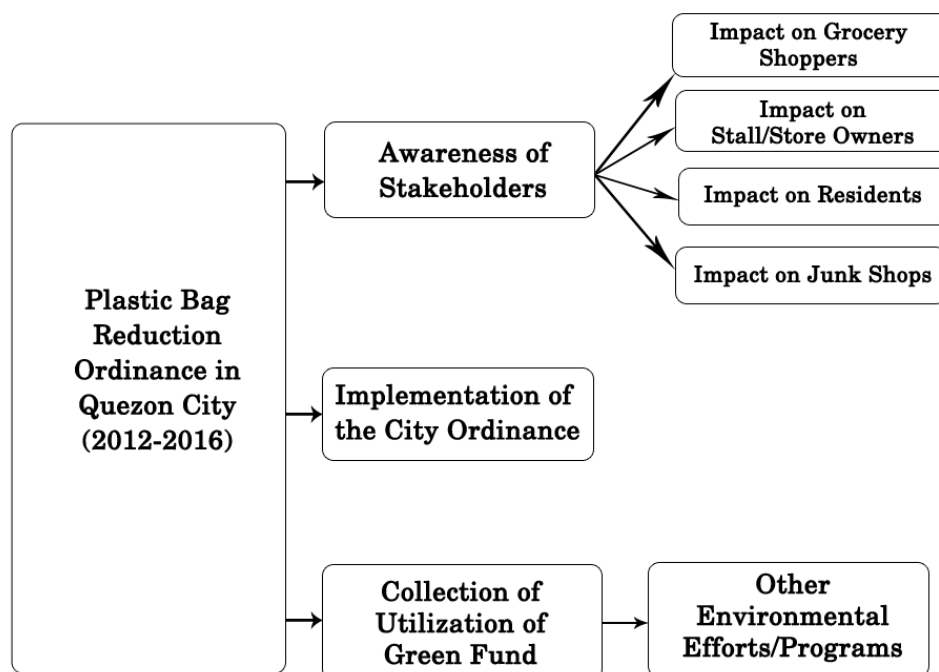 Plastic Bag
Reduction
Ordinance in
Quezon City
(2012-2016)
Awareness of
Stakeholders
Impact on Grocery
Shoppers
Impact on
Stall/Store Owners
Impact on Residents
Impact on Junk Shops
Implementation of
the City Ordinance
Collection of
Utilization of
Green Fund
Other
Environmental
Efforts/Programs